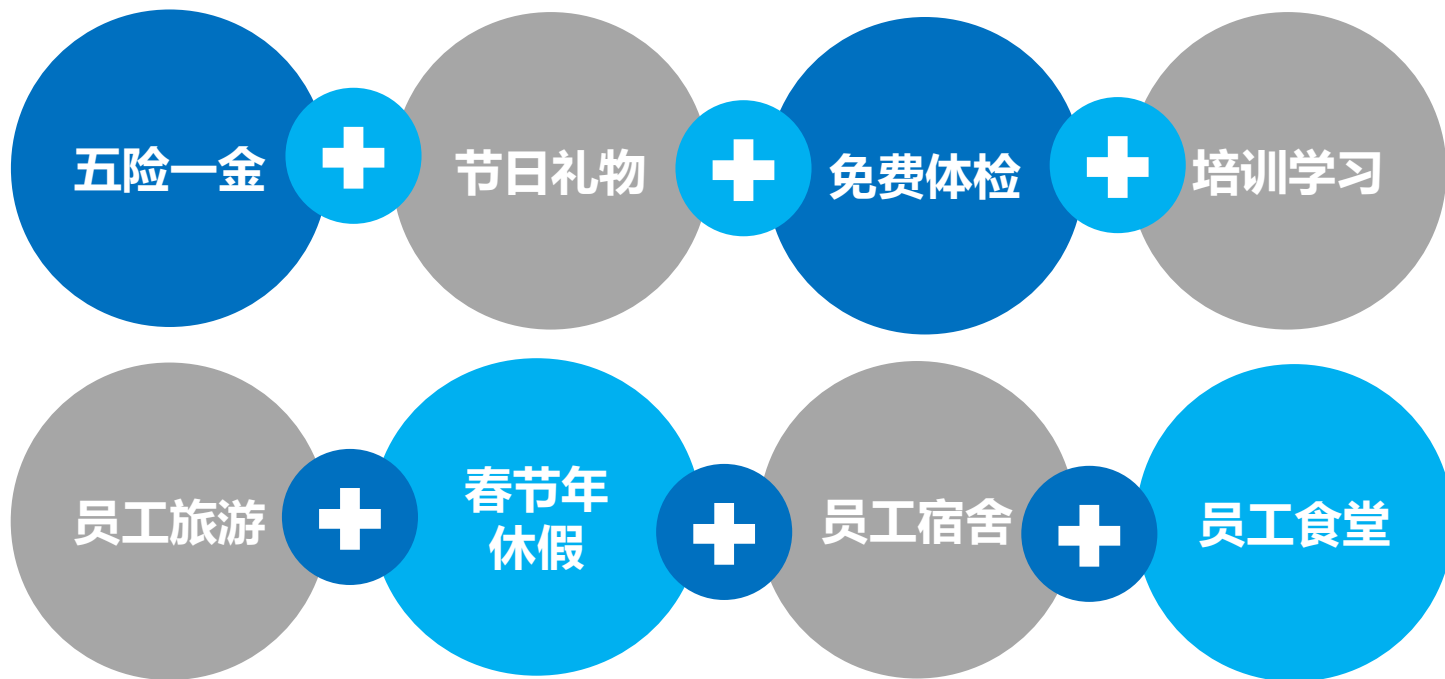 五险一金
节日礼物
免费体检
培训学习
员工旅游
春节年
休假
员工宿舍
员工食堂